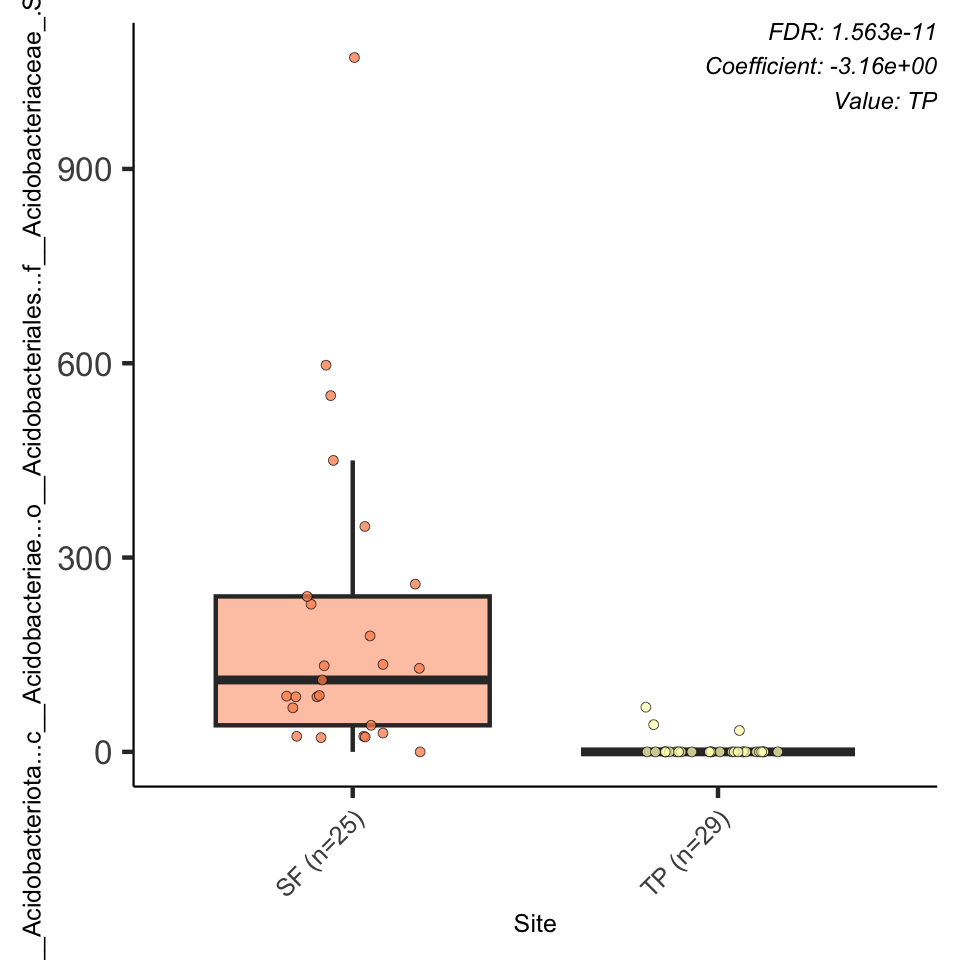 FDR: 1.563e-11
Coefficient: -3.16e+00
Value: TP
__Acidobacteriota...c__Acidobacteriae...o__Acidobacteriales...f__Acidobacteriaceae_.S
900
600
300
0
SF (n=25)
TP (n=29)
Site